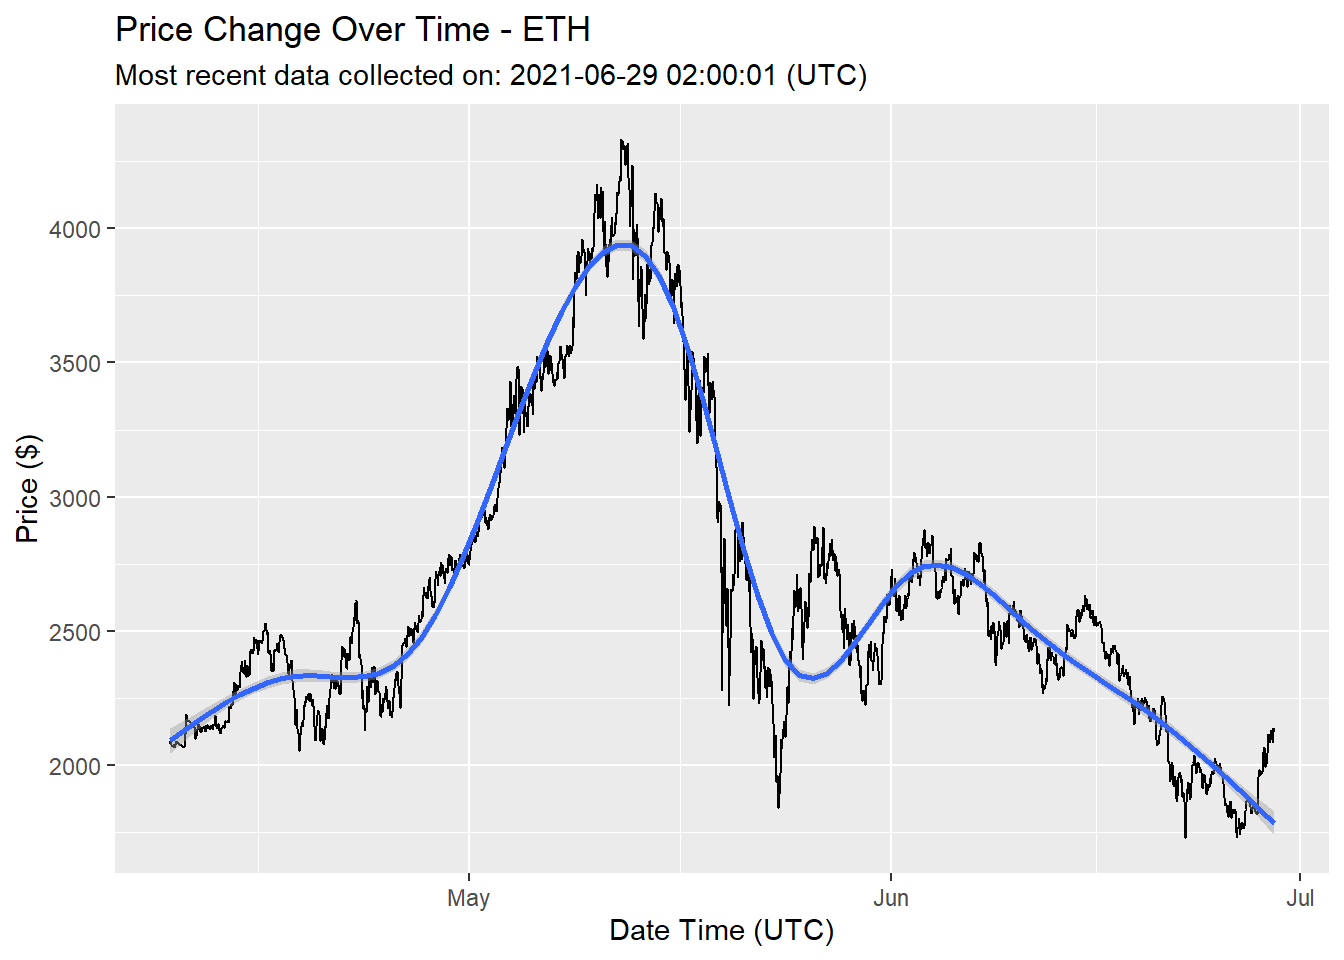 Price Change Over Time - ETH
Most recent data collected on: 2021-06-29 02:00:01 (UTC)
4000
3500
3000
2500
2000
Price ($)
May
Jun
Jul
Date Time (UTC)